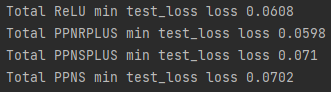 Total ReLU min test_loss loss 0.0608
Total PPNRPLUS min test_loss loss 0.0598
Total PPNSPLUS min test_loss loss 0.071
Total PPNS min test_loss loss 0.0702